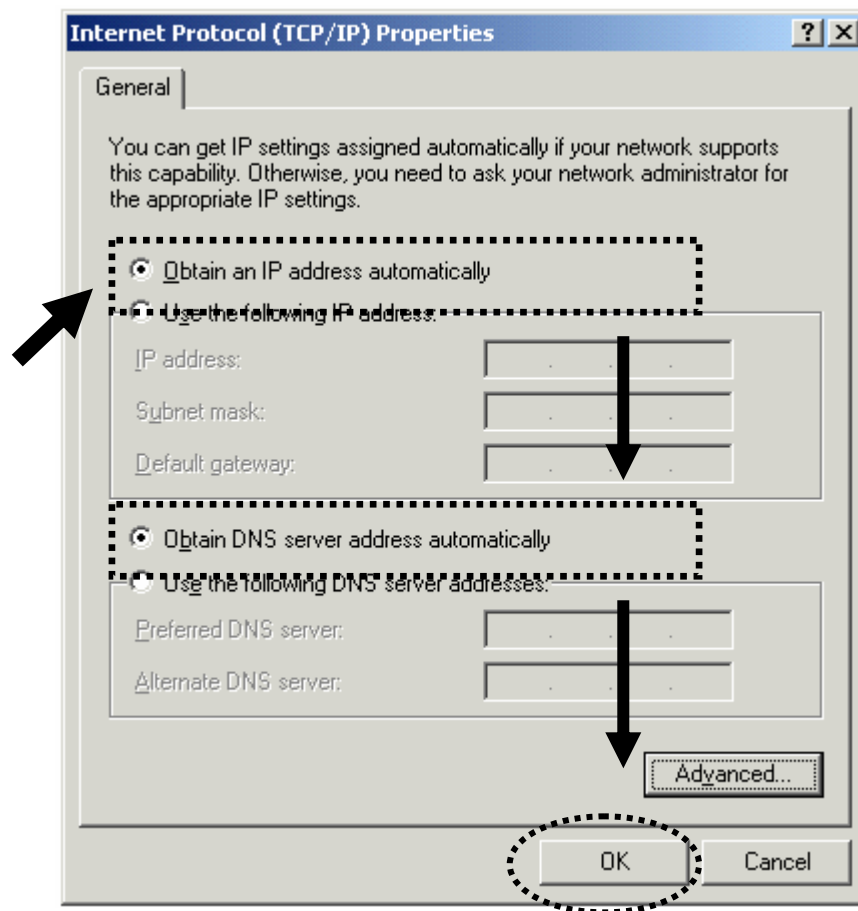 Internet Protocol (TCP/IP) Properties
General
You can get IP settings assigned automatically if your network supports
this capability. Otherwise, you need to ask your network administrator for
the appropriate IP settings.
Obtain an IP address automatically
Use the following IP address:
IP address:
Subnet mask:
Default gateway:
Obtain DNS server address automatically
Use the following DNS server addresses:
Preferred DNS server:
Alternate DNS server:
Advanced...
OK Cancel